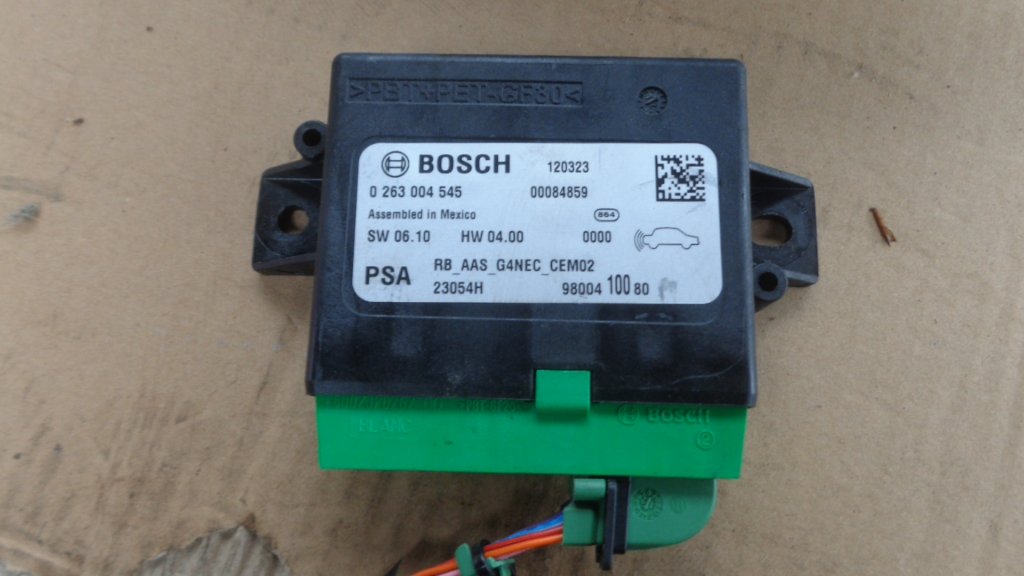 >PBT+PET-GF30<
BOSCH 120323
0 263 004 545 00084859
Assembled in Mexico 864
SW 06.10 HW 04.00 0000
RB_AAS_G4NEC_CEM02
PSA 23054H 98004 100 80
BOSCH
BLANC